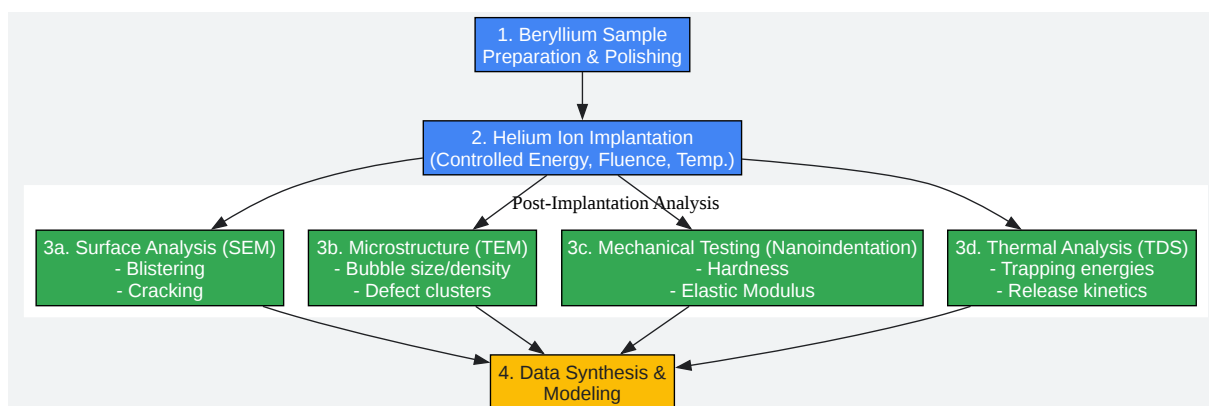 1. Beryllium Sample
Preparation & Polishing
2. Helium Ion Implantation
(Controlled Energy, Fluence, Temp.)
Post-Implantation Analysis
3a. Surface Analysis (SEM)
- Blistering
- Cracking
3b. Microstructure (TEM)
- Bubble size/density
- Defect clusters
3c. Mechanical Testing (Nanoindentation)
- Hardness
- Elastic Modulus
3d. Thermal Analysis (TDS)
- Trapping energies
- Release kinetics
4. Data Synthesis &
Modeling